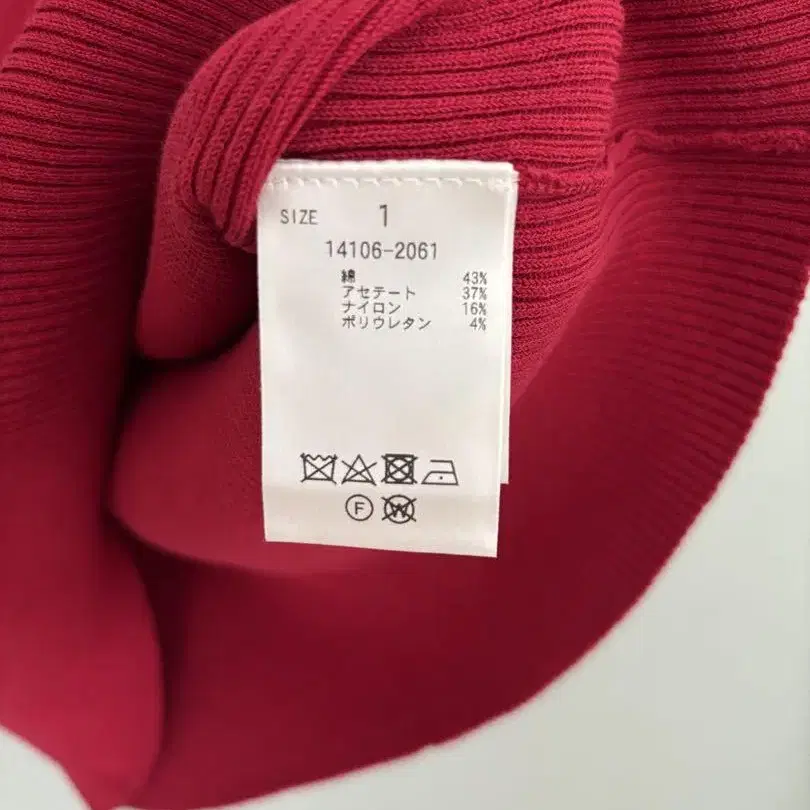 SIZE 1
14106-2061
綿 43%
アセテート 37%
ナイロン 16%
ポリウレタン 4%
F W